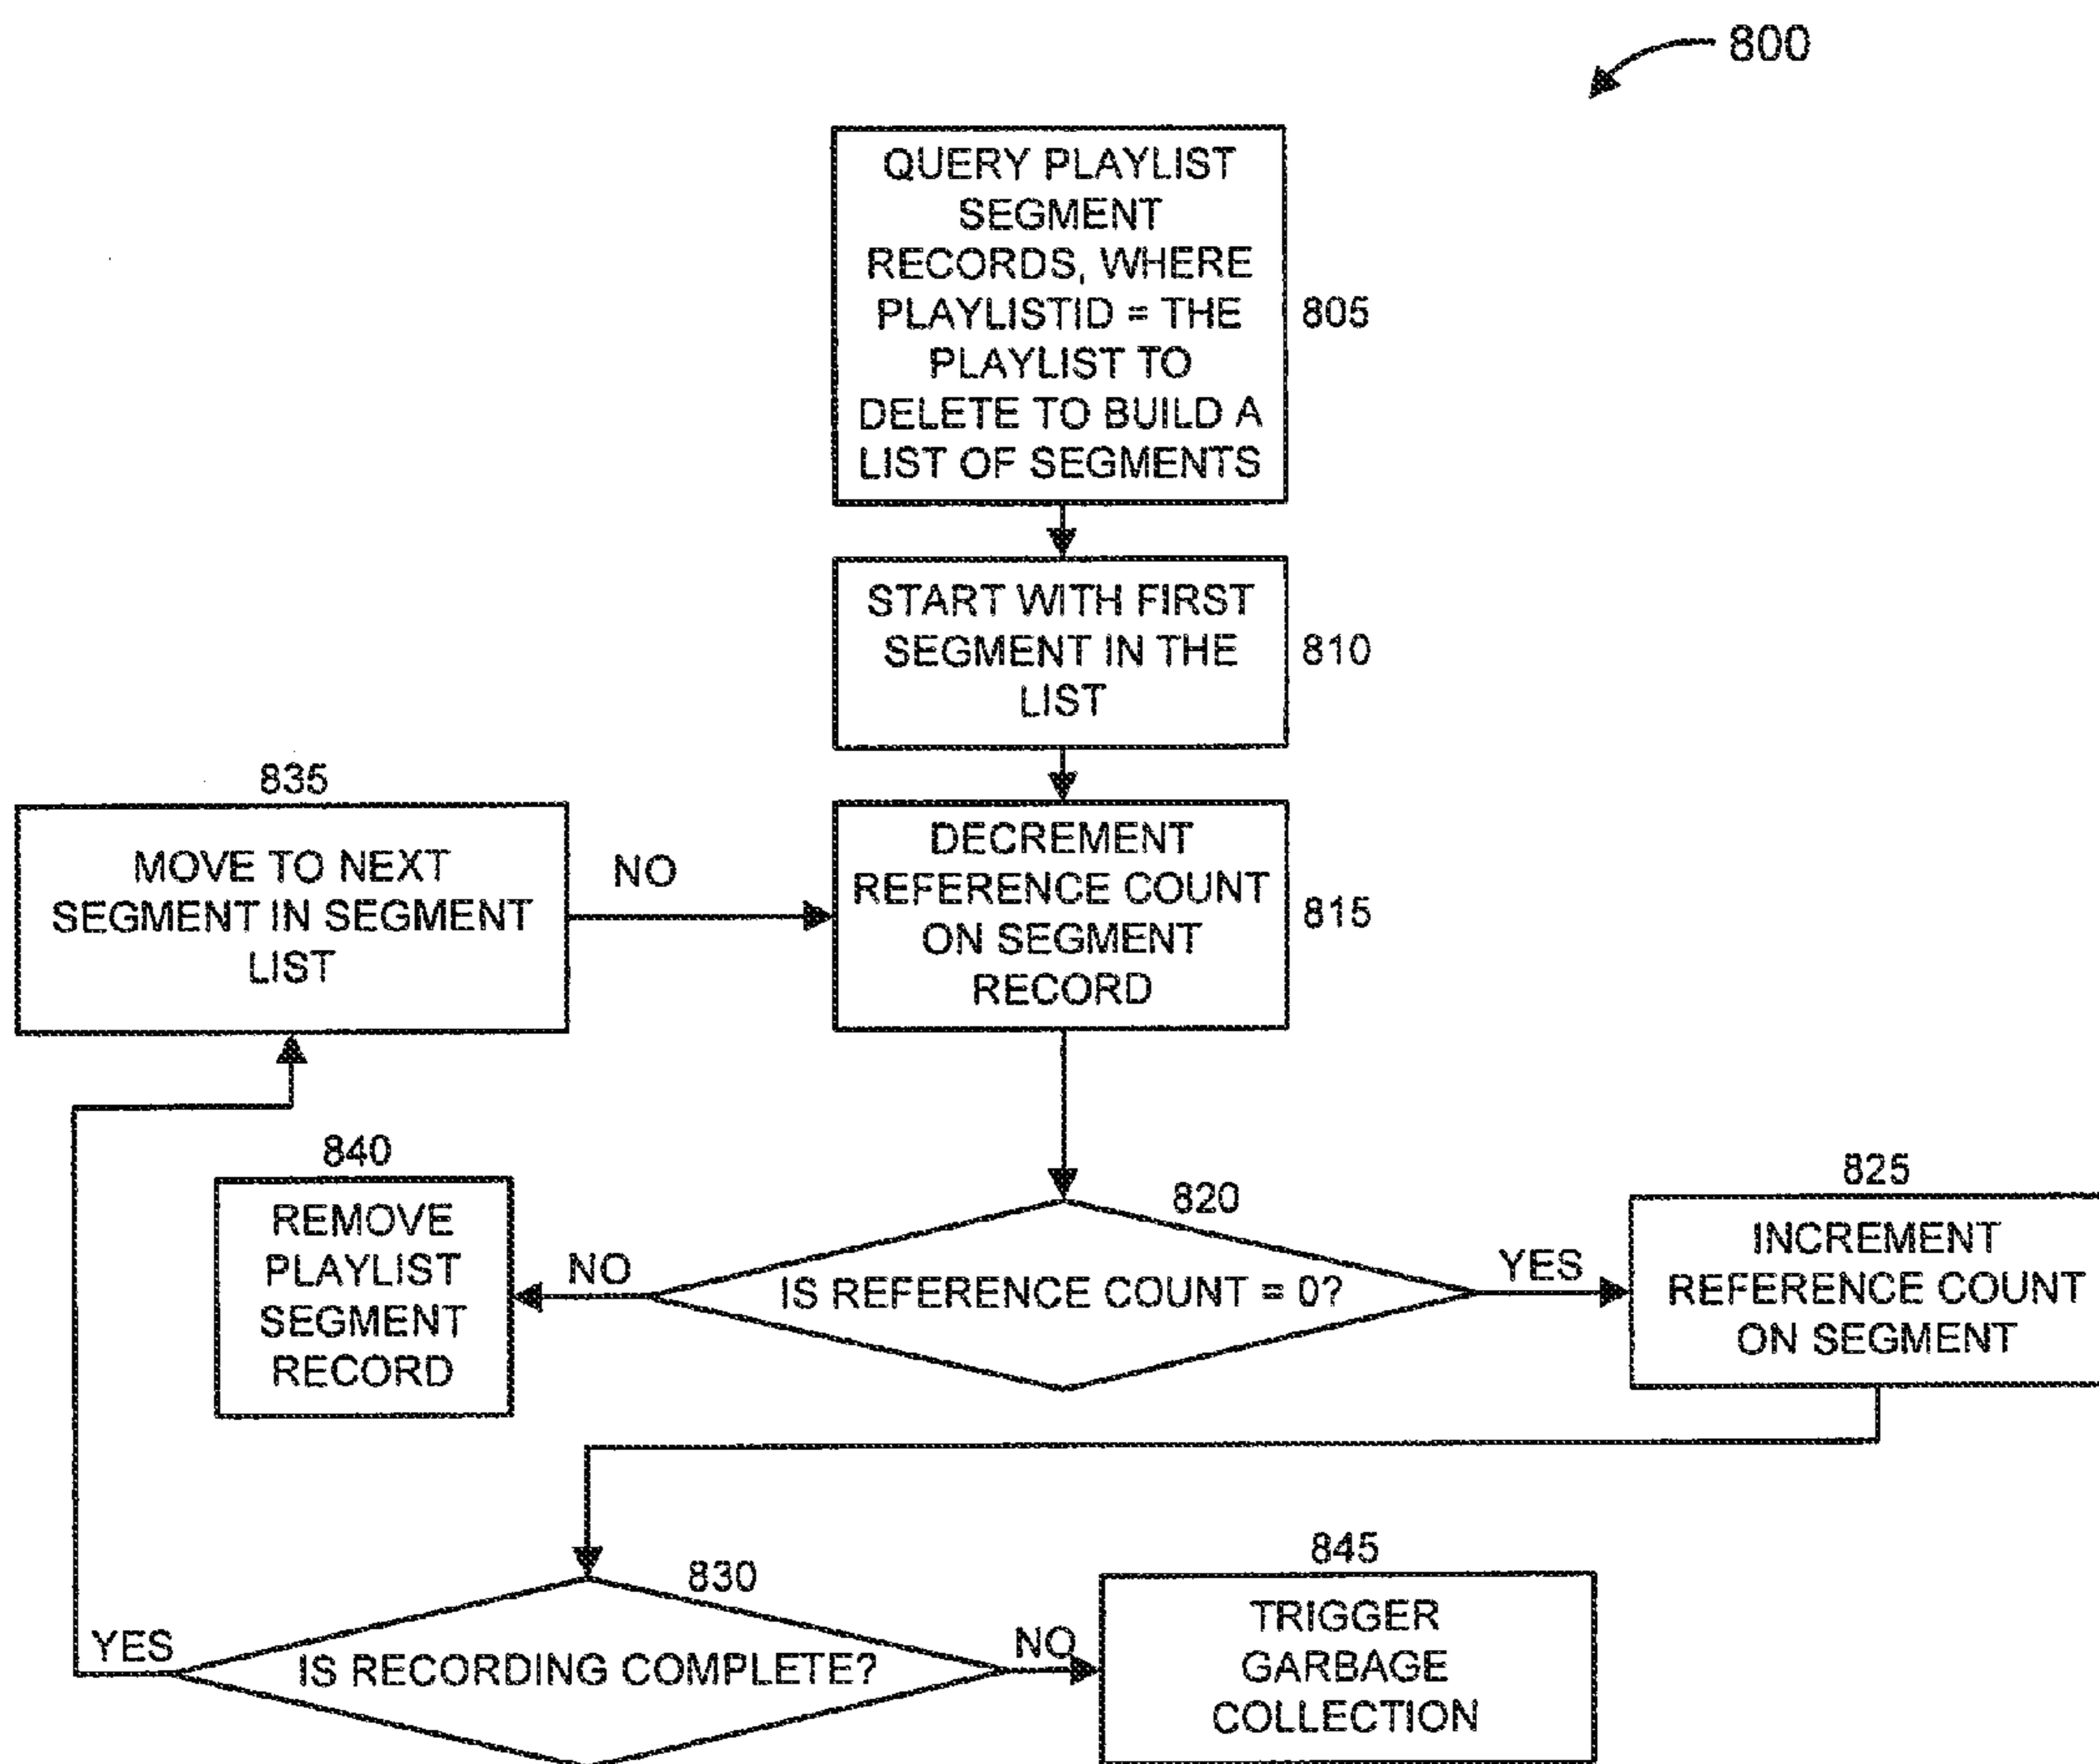 800
QUERY PLAYLIST
SEGMENT
RECORDS, WHERE
PLAYLISTID = THE
PLAYLIST TO
DELETE TO BUILD A
LIST OF SEGMENTS
805
START WITH FIRST
SEGMENT IN THE
LIST
810
835
MOVE TO NEXT
SEGMENT IN SEGMENT
LIST
NO
DECREMENT
REFERENCE COUNT
ON SEGMENT
RECORD
815
840
REMOVE
PLAYLIST
SEGMENT
RECORD
NO
820
IS REFERENCE COUNT = 0?
YES
825
INCREMENT
REFERENCE COUNT
ON SEGMENT
830
YES
IS RECORDING COMPLETE?
NO
845
TRIGGER
GARBAGE
COLLECTION